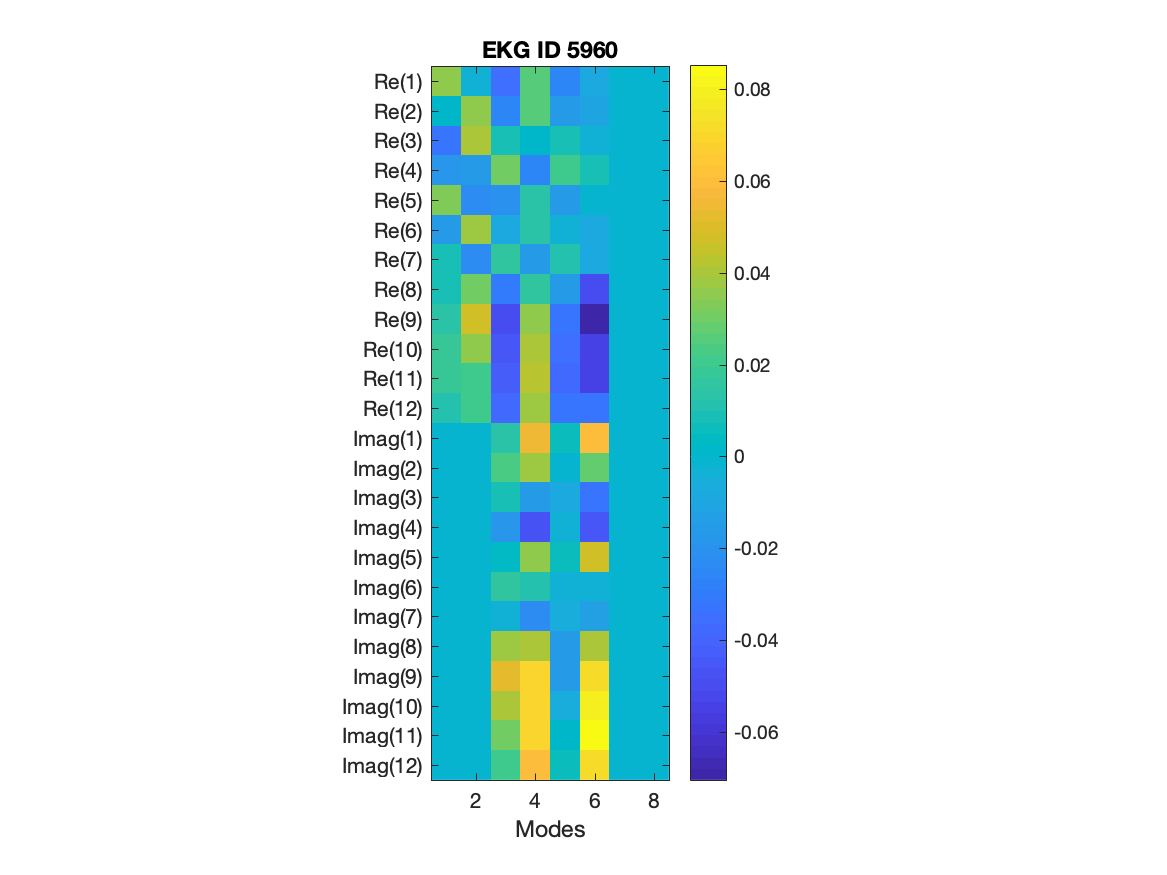 EKG ID 5960
Re(1)
Re(2)
Re(3)
Re(4)
Re(5)
Re(6)
Re(7)
Re(8)
Re(9)
Re(10)
Re(11)
Re(12)
Imag(1)
Imag(2)
Imag(3)
Imag(4)
Imag(5)
Imag(6)
Imag(7)
Imag(8)
Imag(9)
Imag(10)
Imag(11)
Imag(12)
2 4 6 8
Modes
0.08
0.06
0.04
0.02
0
-0.02
-0.04
-0.06